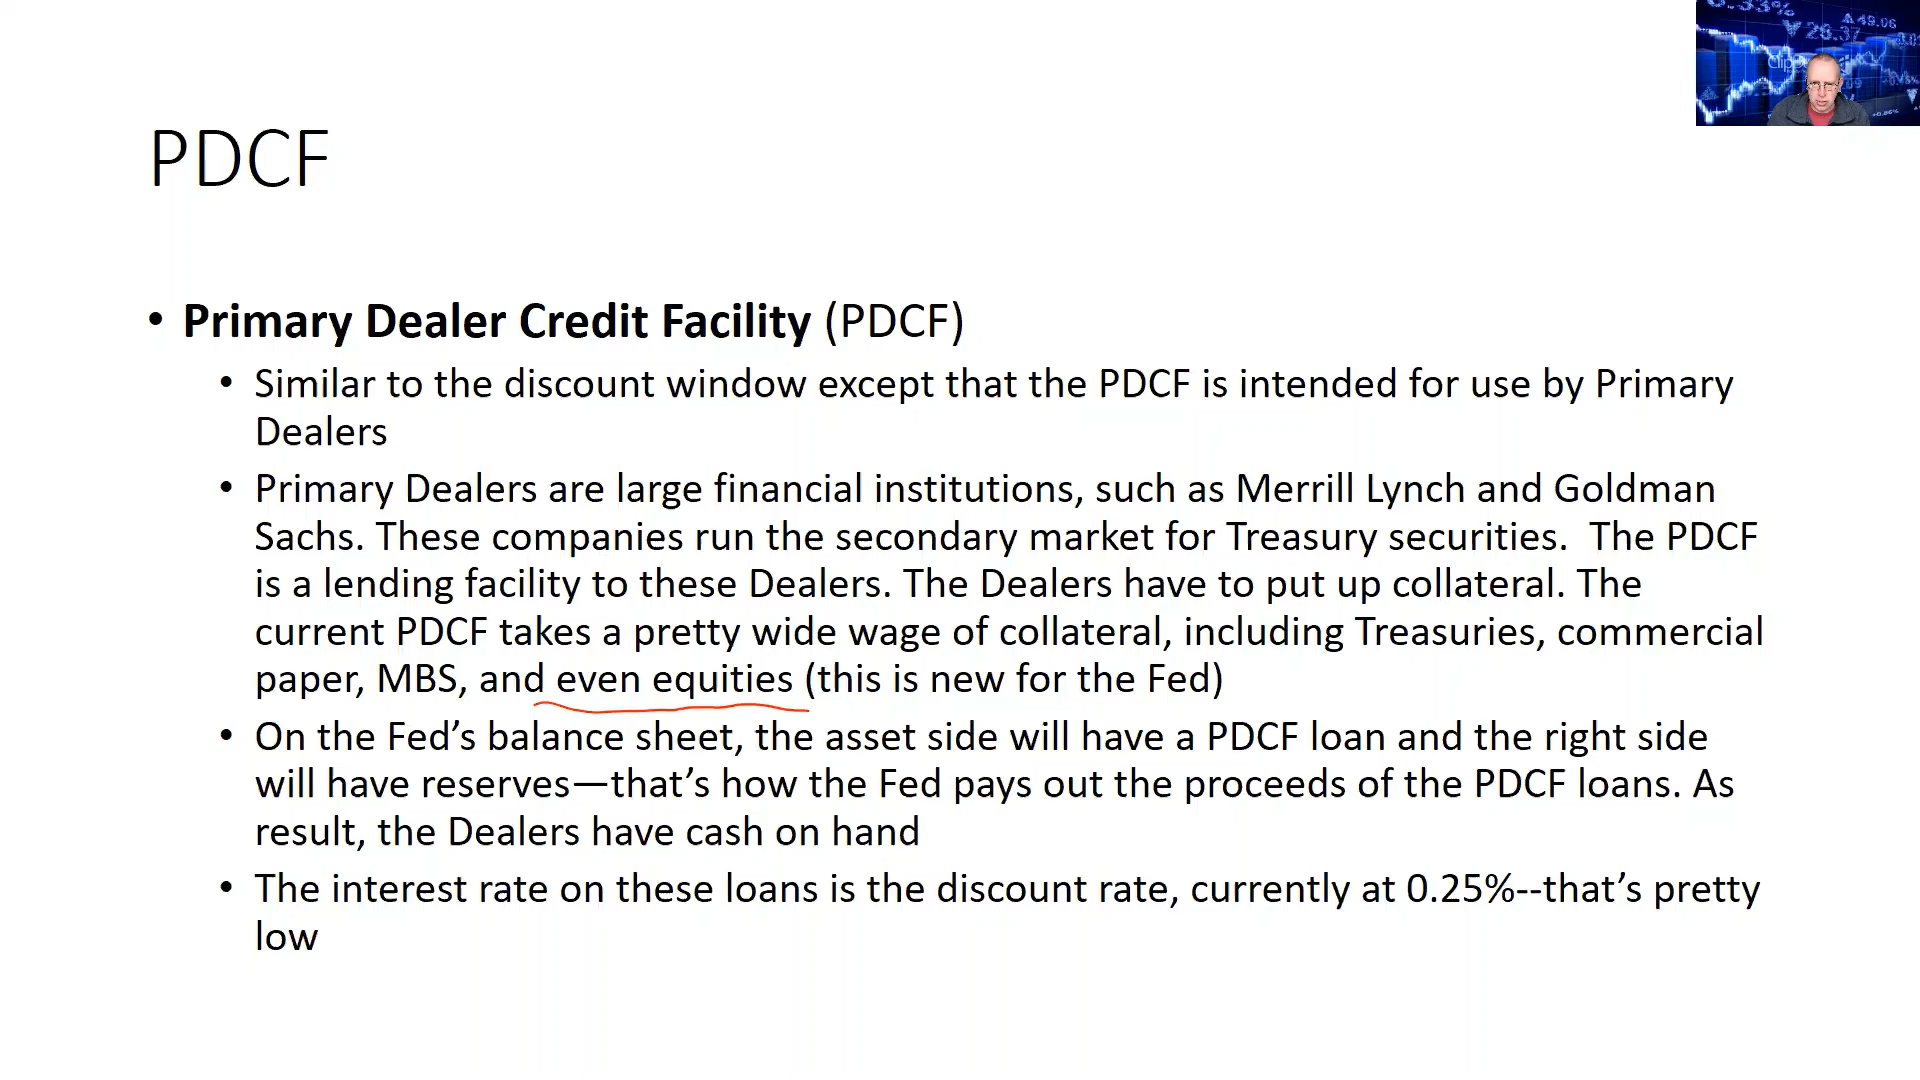 PDCF
• Primary Dealer Credit Facility (PDCF)
• Similar to the discount window except that the PDCF is intended for use by Primary
Dealers
• Primary Dealers are large financial institutions, such as Merrill Lynch and Goldman
Sachs. These companies run the secondary market for Treasury securities.  The PDCF
is a lending facility to these Dealers. The Dealers have to put up collateral. The
current PDCF takes a pretty wide wage of collateral, including Treasuries, commercial
paper, MBS, and even equities (this is new for the Fed)
• On the Fed’s balance sheet, the asset side will have a PDCF loan and the right side
will have reserves—that’s how the Fed pays out the proceeds of the PDCF loans. As
result, the Dealers have cash on hand
• The interest rate on these loans is the discount rate, currently at 0.25%--that’s pretty
low
49.06
26.37